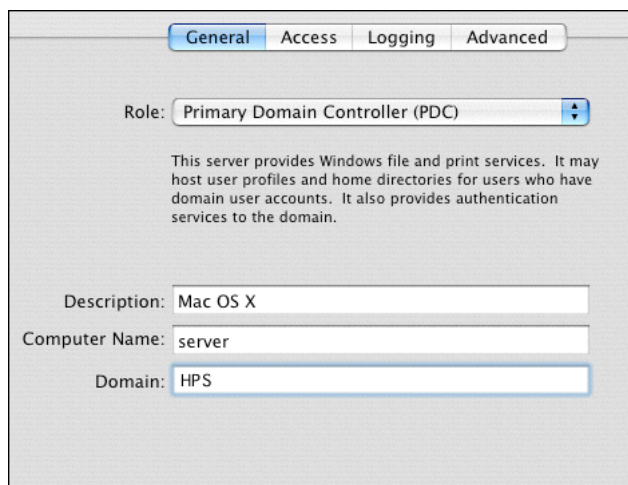 General Access Logging Advanced
Role: Primary Domain Controller (PDC)
This server provides Windows file and print services. It may
host user profiles and home directories for users who have
domain user accounts. It also provides authentication
services to the domain.
Description: Mac OS X
Computer Name: server
Domain: HPS